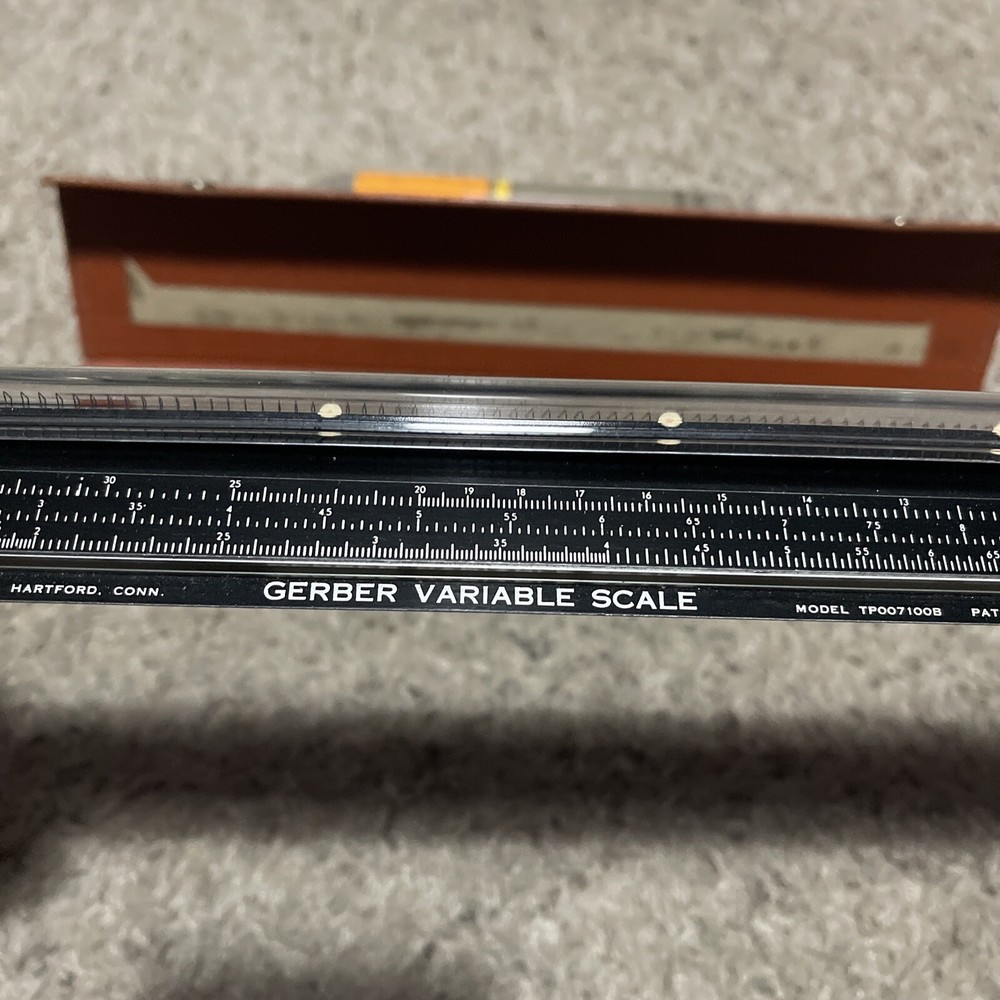 30 25 20 19 18 17 16 15 14 13
3 35 4 45 5 55 6 65 7 75 8
2 25 3 35 4 45 5 55 6 65
HARTFORD, CONN. GERBER VARIABLE SCALE MODEL TP007100B PAT